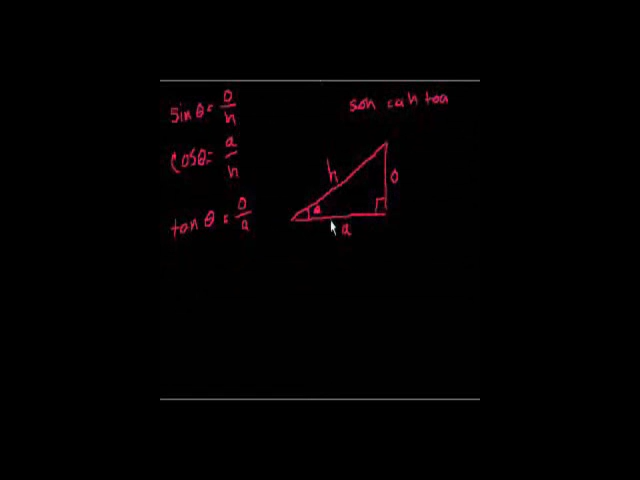 sin θ = o/h
soh cah toa
cos θ = a/h
tan θ = o/a
h
o
θ
a